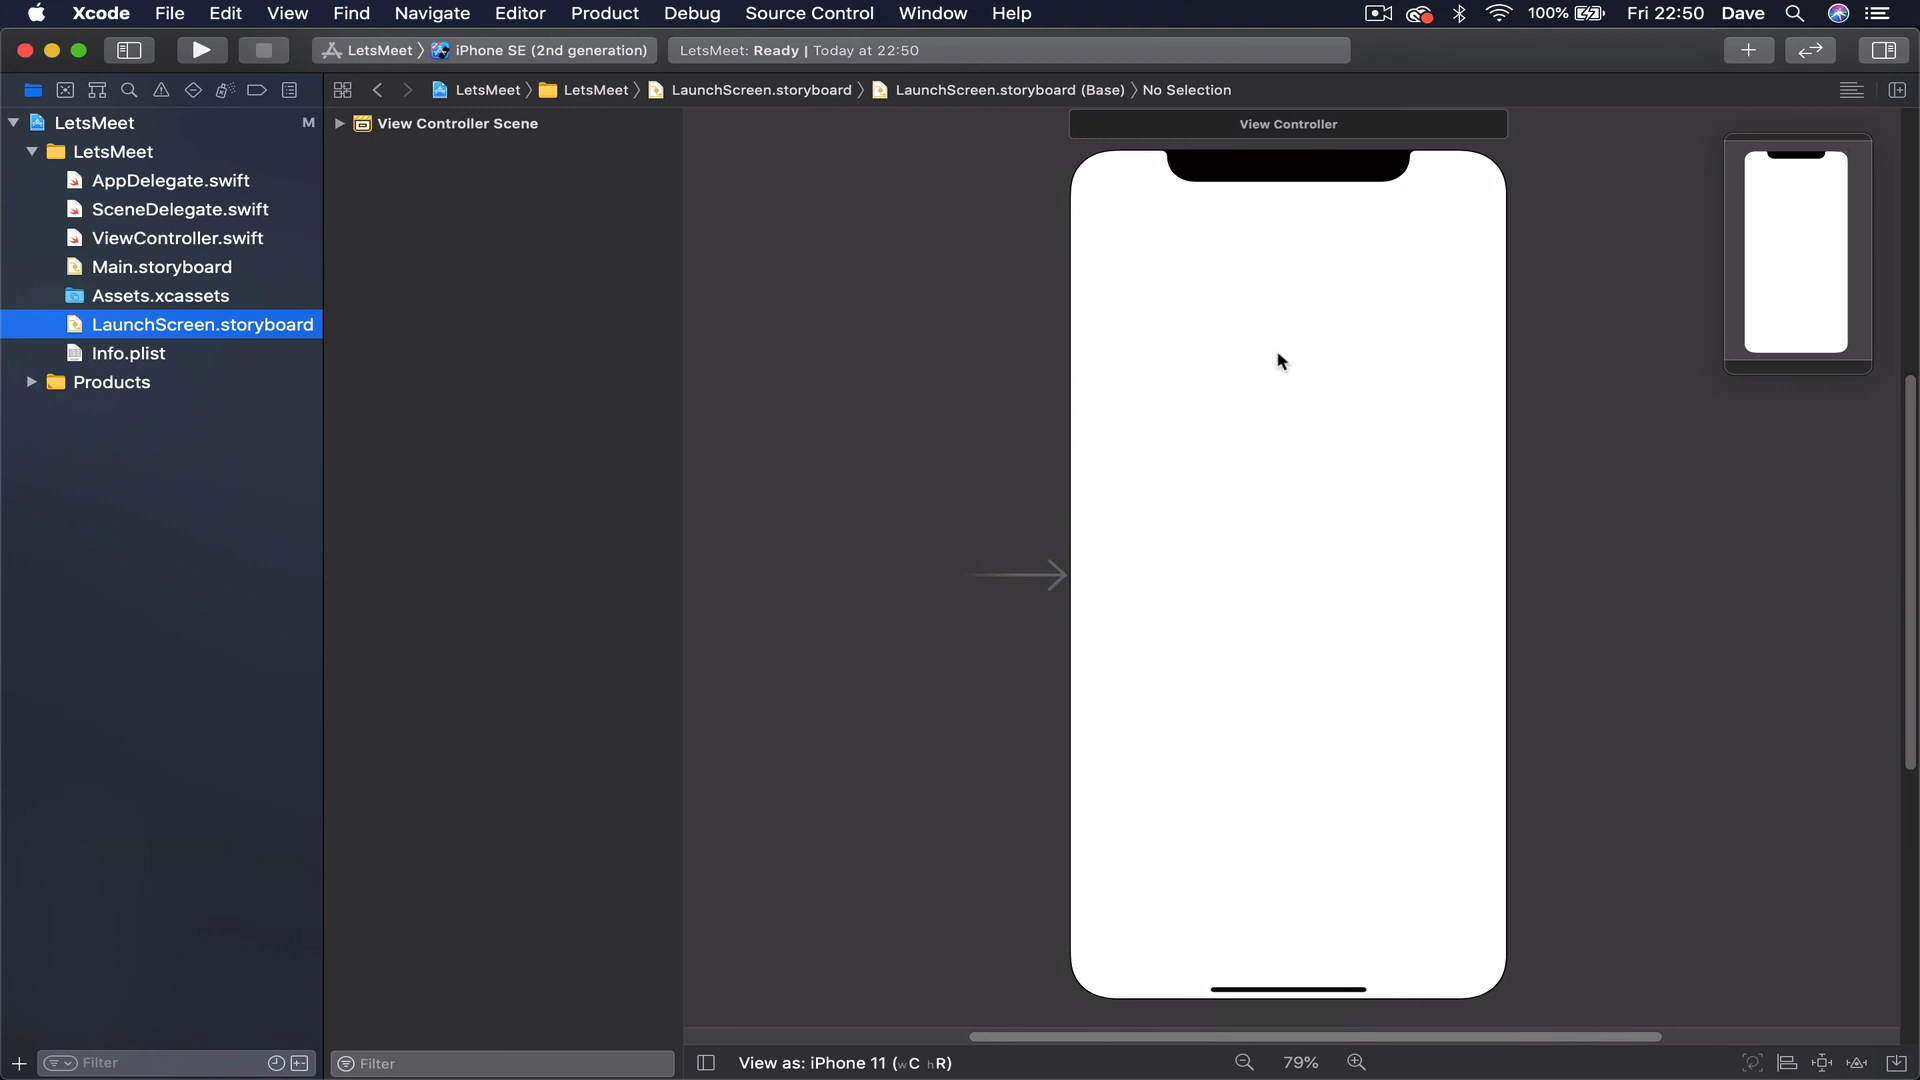 Xcode File Edit View Find Navigate Editor Product Debug Source Control Window Help 100% Fri 22:50 Dave
LetsMeet 〉 iPhone SE (2nd generation) LetsMeet: Ready | Today at 22:50
LetsMeet 〉 LetsMeet 〉 LaunchScreen.storyboard 〉 LaunchScreen.storyboard (Base) 〉 No Selection
LetsMeet M
View Controller Scene
View Controller
LetsMeet
AppDelegate.swift
SceneDelegate.swift
ViewController.swift
Main.storyboard
Assets.xcassets
LaunchScreen.storyboard
Info.plist
Products
Filter
Filter
View as: iPhone 11 (wC hR)
79%